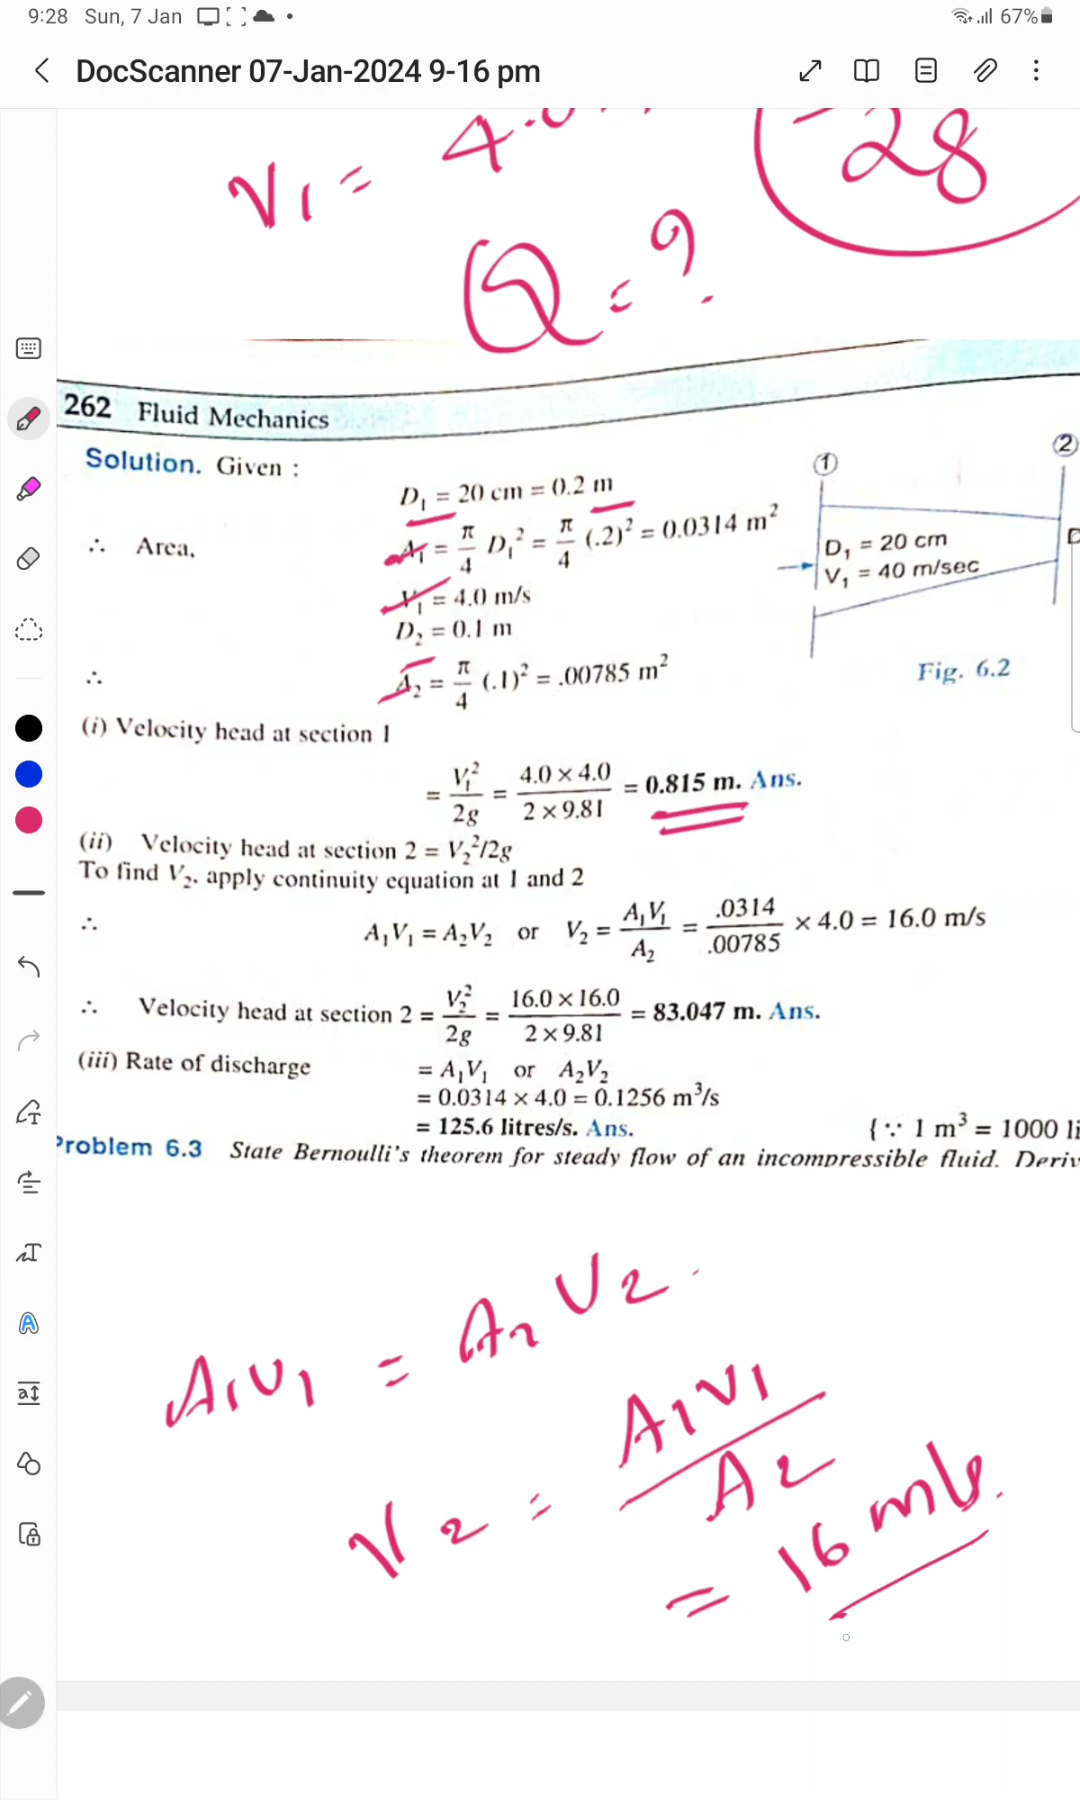 9:28 Sun, 7 Jan
67%
DocScanner 07-Jan-2024 9-16 pm
V1 = 4.0
28
Q = ?
262 Fluid Mechanics
Solution. Given :
D₁ = 20 cm = 0.2 m
∴ Area, A₁ = π/4 D₁² = π/4 (.2)² = 0.0314 m²
V₁ = 4.0 m/s
D₂ = 0.1 m
∴ A₂ = π/4 (.1)² = .00785 m²
1
2
D₁ = 20 cm
V₁ = 40 m/sec
D
Fig. 6.2
(i) Velocity head at section 1
= V₁²/2g = 4.0 × 4.0/2 × 9.81 = 0.815 m. Ans.
(ii) Velocity head at section 2 = V₂²/2g
To find V₂, apply continuity equation at 1 and 2
∴ A₁V₁ = A₂V₂ or V₂ = A₁V₁/A₂ = .0314/.00785 × 4.0 = 16.0 m/s
∴ Velocity head at section 2 = V₂²/2g = 16.0 × 16.0/2 × 9.81 = 83.047 m. Ans.
(iii) Rate of discharge = A₁V₁ or A₂V₂
= 0.0314 × 4.0 = 0.1256 m³/s
= 125.6 litres/s. Ans. {∵ 1 m³ = 1000 li
Problem 6.3 State Bernoulli's theorem for steady flow of an incompressible fluid. Deriv
A1V1 = A2V2.
V2 = A1V1/A2
= 16 m/s.